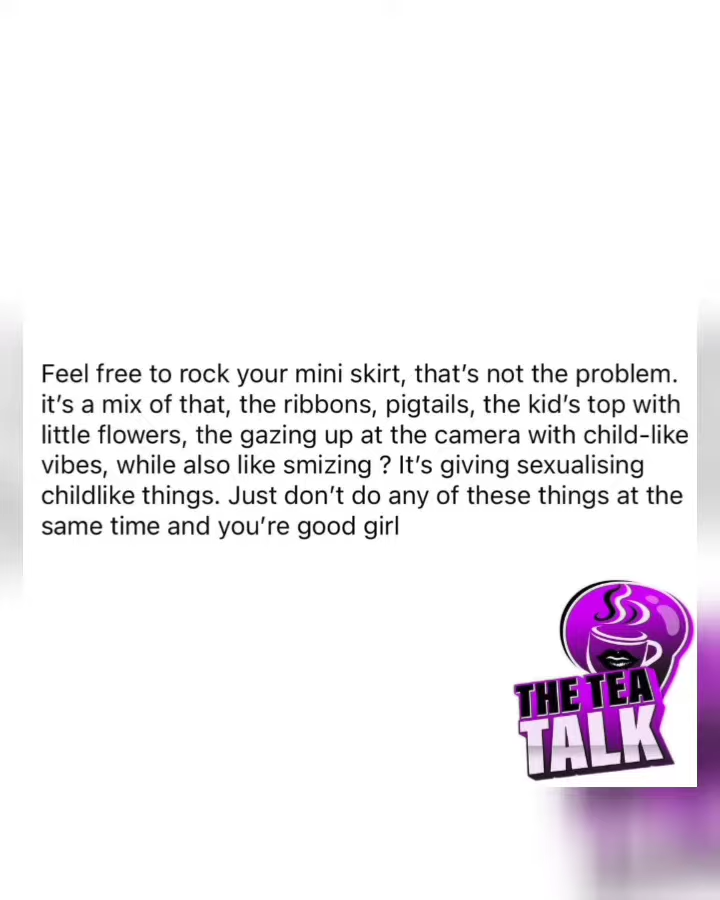 Feel free to rock your mini skirt, that's not the problem.
it's a mix of that, the ribbons, pigtails, the kid's top with
little flowers, the gazing up at the camera with child-like
vibes, while also like smizing ? It's giving sexualising
childlike things. Just don't do any of these things at the
same time and you're good girl
THE TEA
TALK